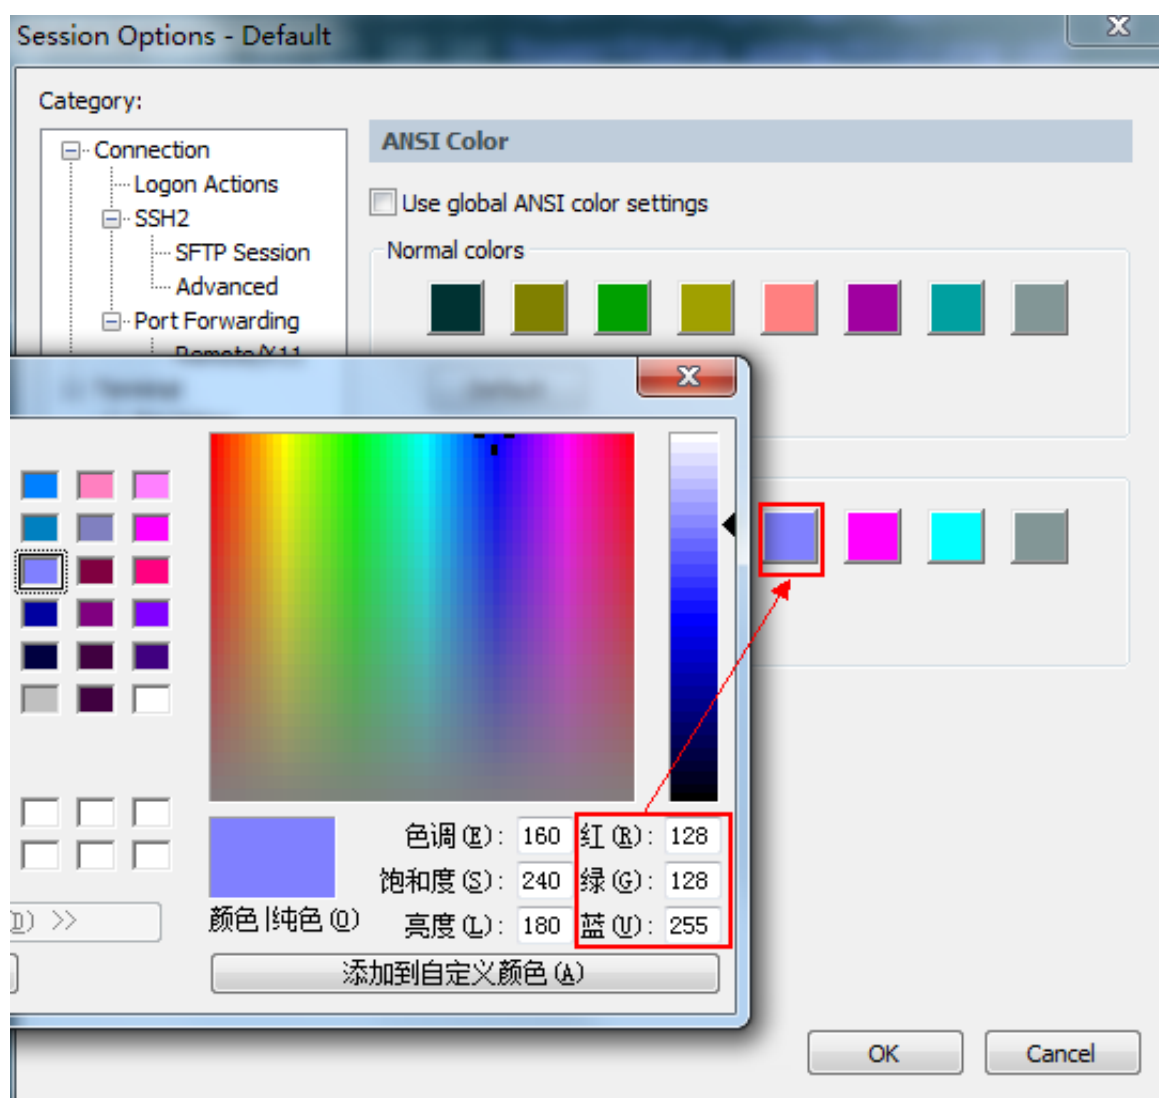 Session Options - Default
Category:
Connection
Logon Actions
SSH2
SFTP Session
Advanced
Port Forwarding
Remote/X11
ANSI Color
Use global ANSI color settings
Normal colors
色调(E): 160 红(R): 128
饱和度(S): 240 绿(G): 128
颜色|纯色(O) 亮度(L): 180 蓝(U): 255
D) >>
添加到自定义颜色(A)
OK Cancel